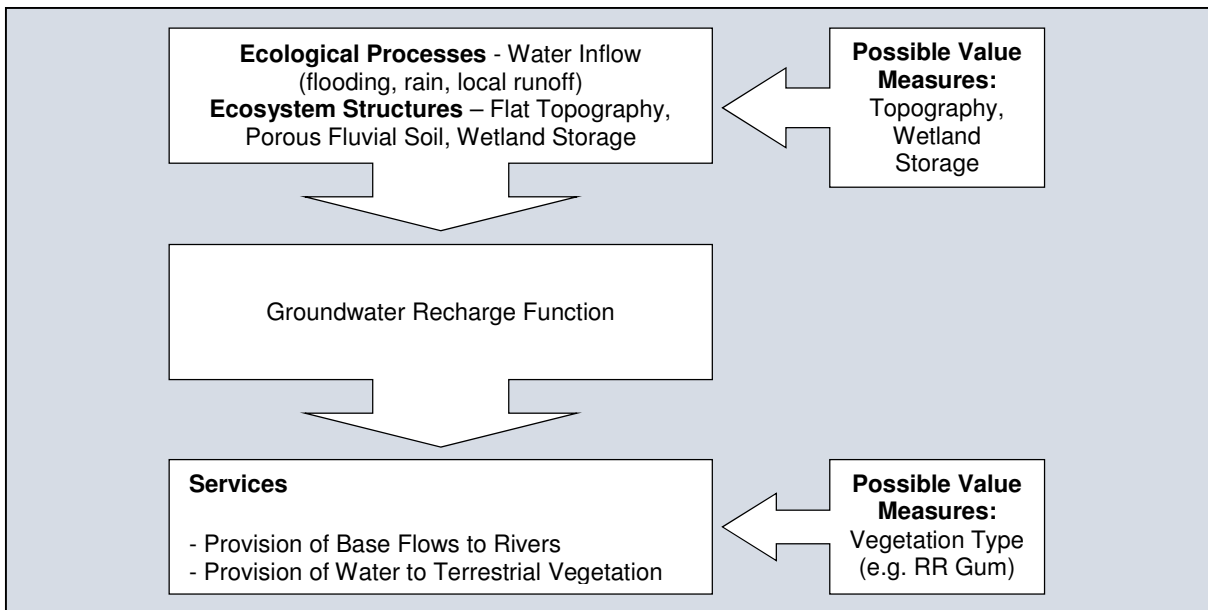 Ecological Processes - Water Inflow
(flooding, rain, local runoff)
Ecosystem Structures – Flat Topography,
Porous Fluvial Soil, Wetland Storage
Possible Value
Measures:
Topography,
Wetland
Storage
Groundwater Recharge Function
Services
- Provision of Base Flows to Rivers
- Provision of Water to Terrestrial Vegetation
Possible Value
Measures:
Vegetation Type
(e.g. RR Gum)